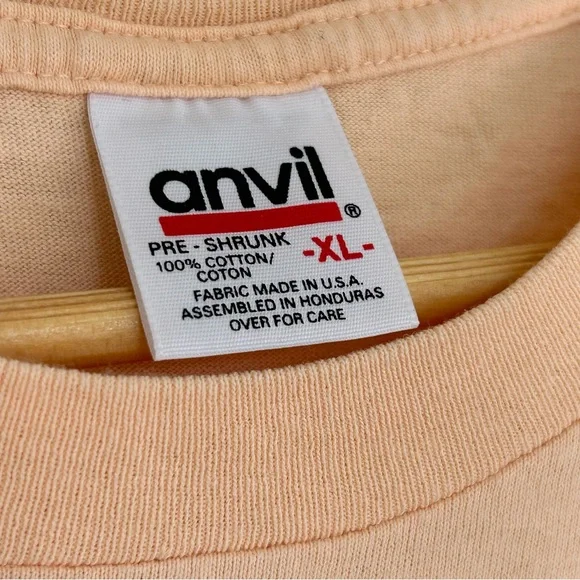 anvil®
PRE - SHRUNK -XL-
100% COTTON/
COTON
FABRIC MADE IN U.S.A.
ASSEMBLED IN HONDURAS
OVER FOR CARE